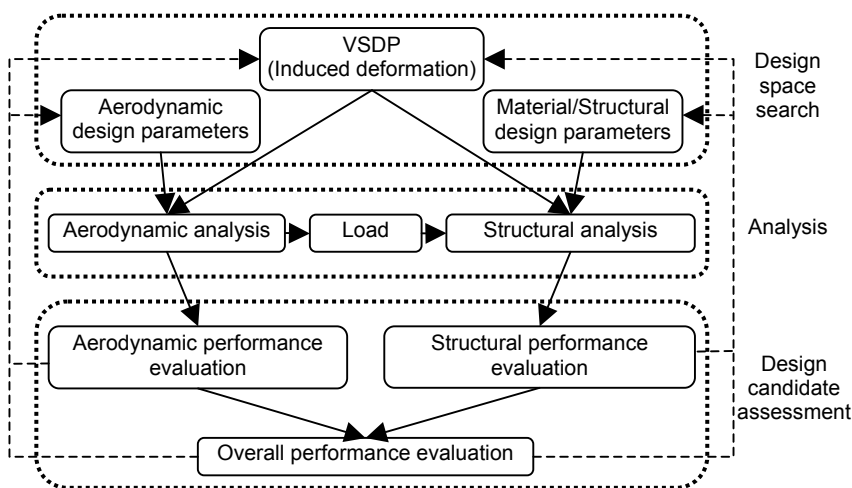 VSDP
(Induced deformation)
Design
space
search
Aerodynamic
design parameters
Material/Structural
design parameters
Aerodynamic analysis
Load
Structural analysis
Analysis
Aerodynamic performance
evaluation
Structural performance
evaluation
Design
candidate
assessment
Overall performance evaluation